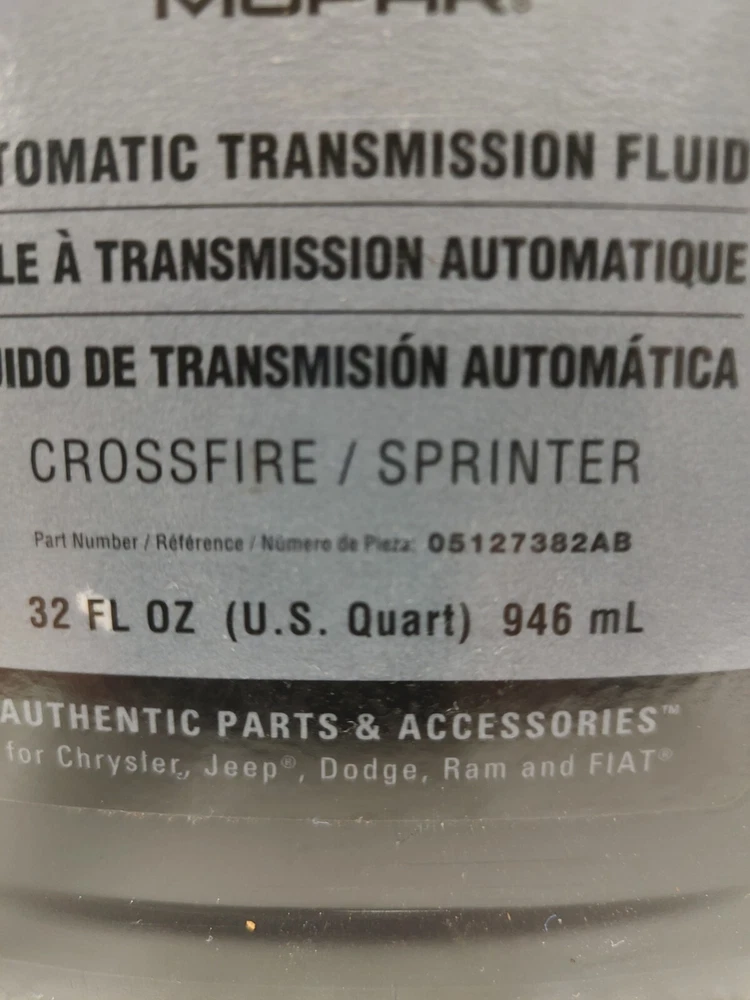 MOPAR®
TOMATIC TRANSMISSION FLUID
LE À TRANSMISSION AUTOMATIQUE
UIDO DE TRANSMISIÓN AUTOMÁTICA
CROSSFIRE / SPRINTER
Part Number / Référence / Número de Pieza: 05127382AB
32 FL OZ (U.S. Quart) 946 mL
AUTHENTIC PARTS & ACCESSORIES™
for Chrysler, Jeep®, Dodge, Ram and FIAT®